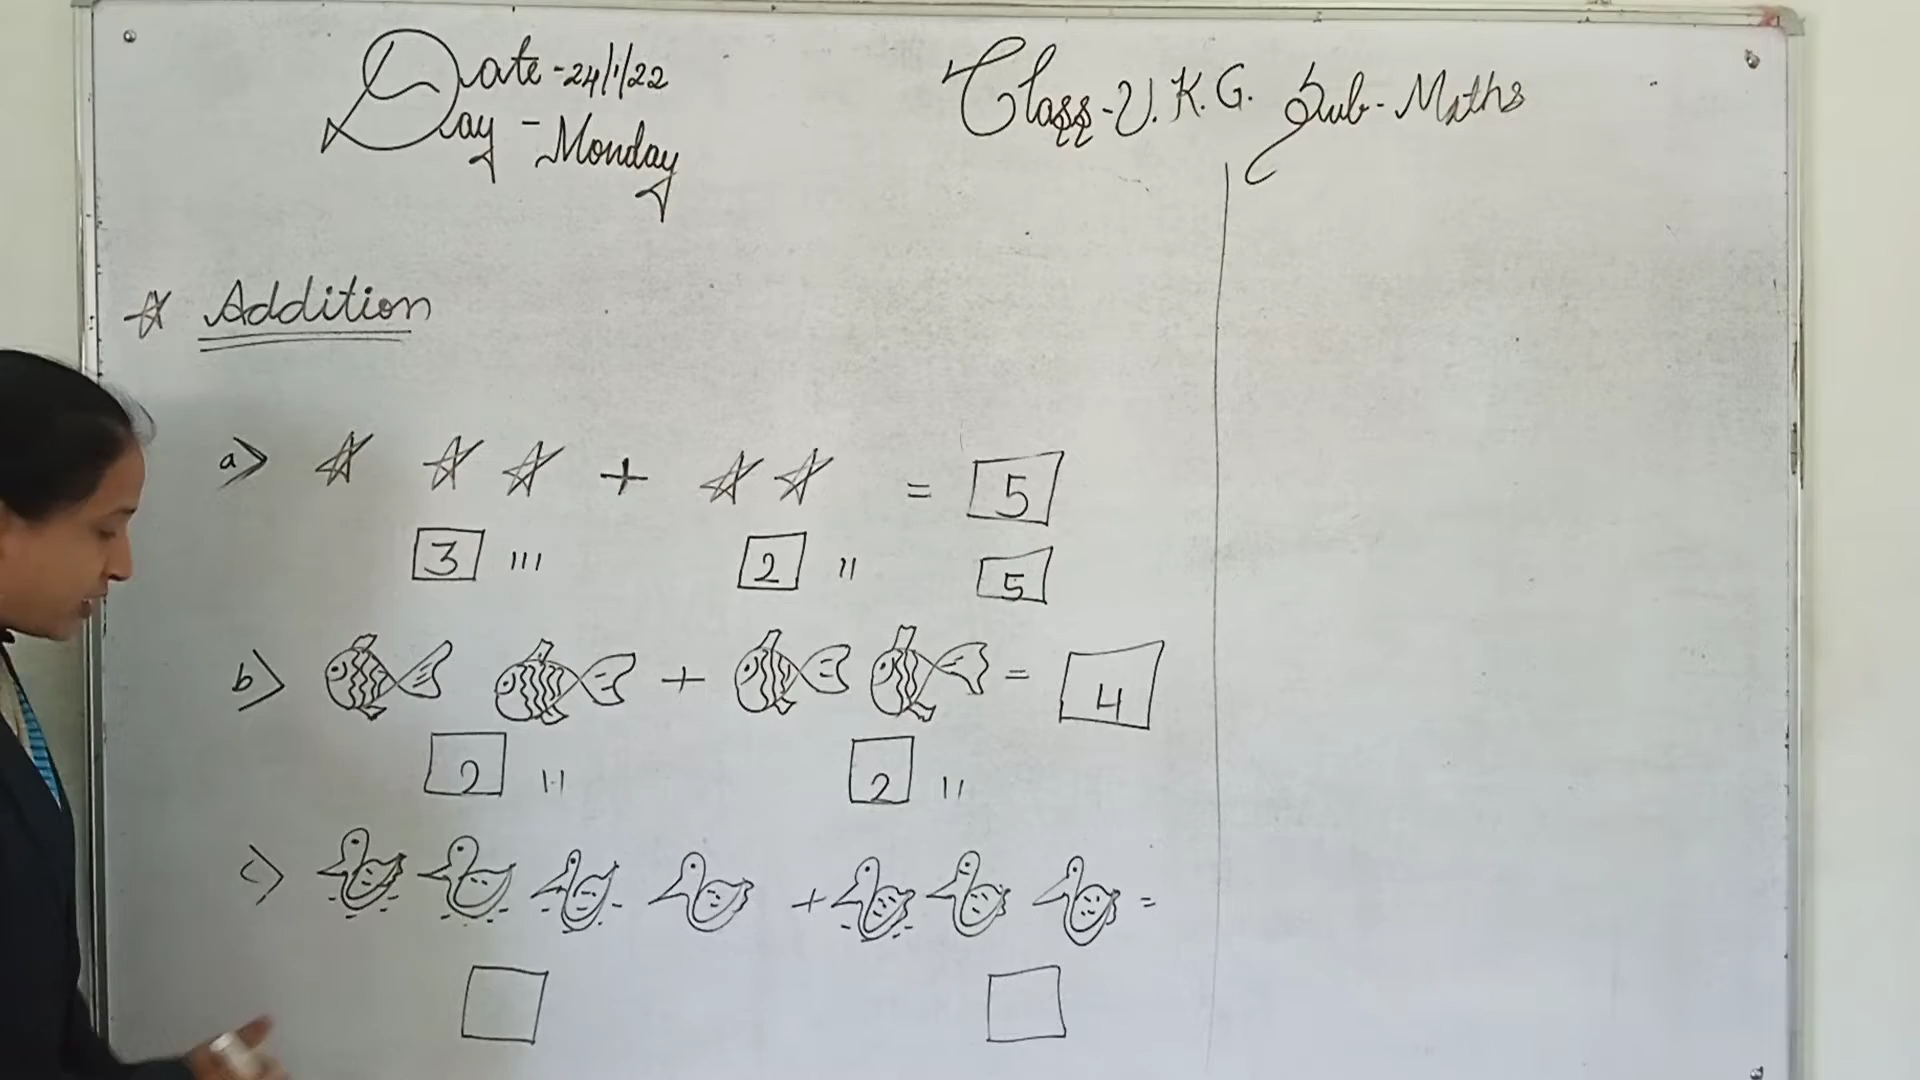 Date - 24/1/22
Day - Monday
Class - U.K.G. Sub - Maths
Addition
a) + = 5
3 III 2 II 5
b) + = 4
2 II 2 II
c) + =